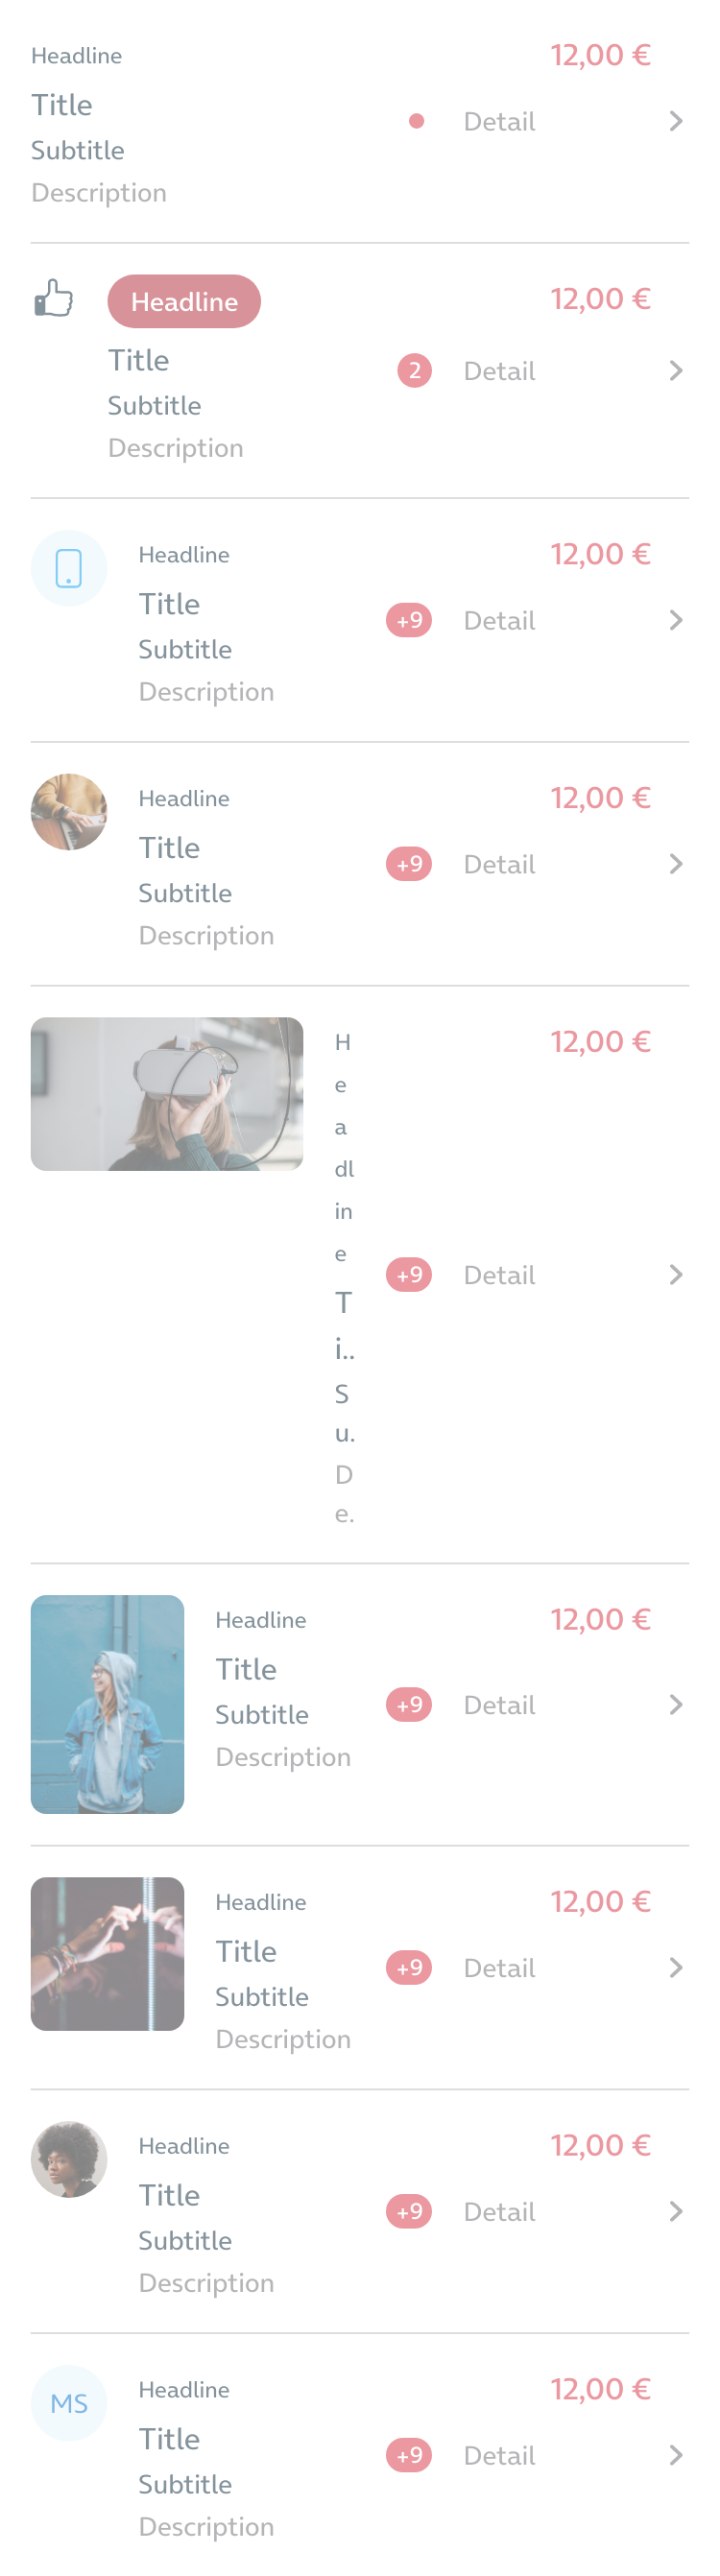 Headline
12,00 €
Title
Detail
Subtitle
Description
Headline
12,00 €
Title
2
Detail
Subtitle
Description
Headline
12,00 €
Title
+9
Detail
Subtitle
Description
Headline
12,00 €
Title
+9
Detail
Subtitle
Description
H
e
a
dl
in
e
12,00 €
T
i..
S
u.
D
e.
+9
Detail
Headline
12,00 €
Title
+9
Detail
Subtitle
Description
Headline
12,00 €
Title
+9
Detail
Subtitle
Description
Headline
12,00 €
Title
+9
Detail
Subtitle
Description
MS
Headline
12,00 €
Title
+9
Detail
Subtitle
Description